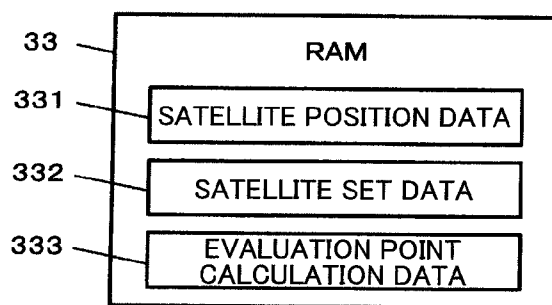 33
RAM
331
SATELLITE POSITION DATA
332
SATELLITE SET DATA
333
EVALUATION POINT
CALCULATION DATA